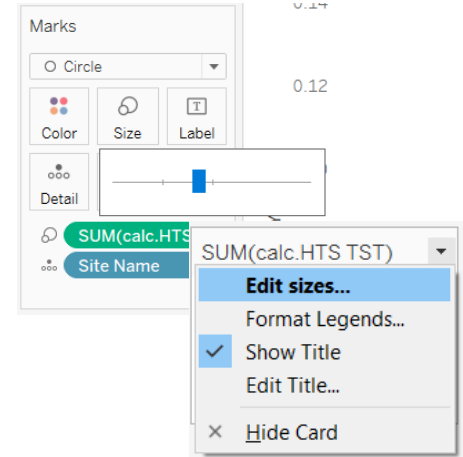 Marks
0.14
Circle
0.12
Color Size Label
Detail
SUM(calc.HTS
Site Name
SUM(calc.HTS TST)
Edit sizes...
Format Legends...
Show Title
Edit Title...
Hide Card